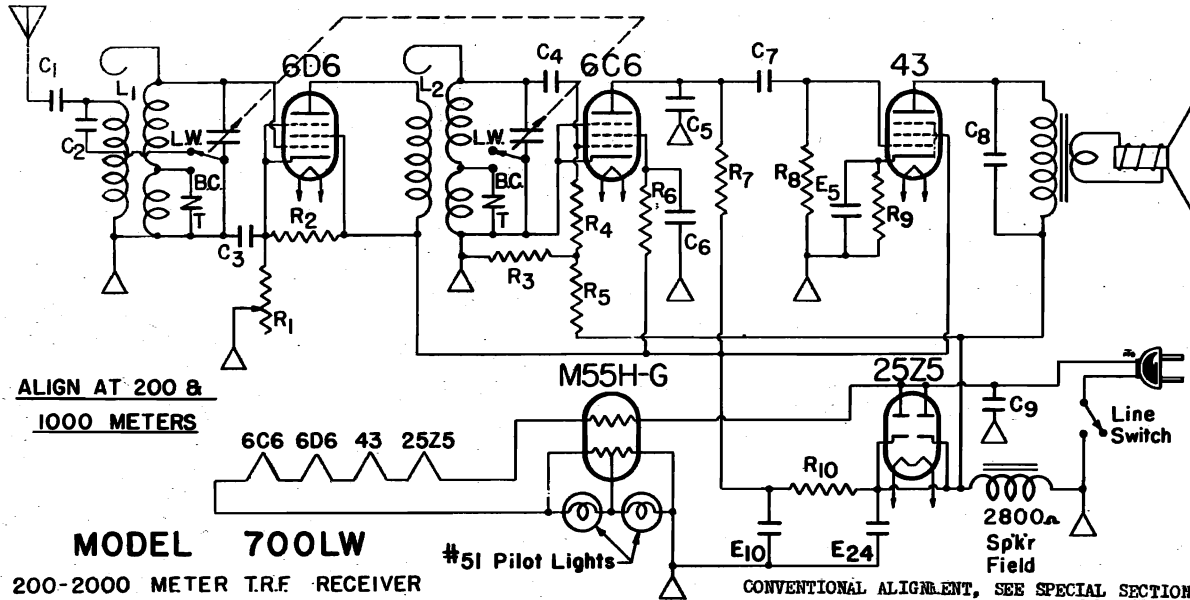 6D6
6C6
43
C1
L1
C2
L.W.
B.C.
T
C3
R2
R1
L2
C4
L.W.
B.C.
T
R3
R4
R5
R6
C5
C6
C7
R7
R8
E5
R9
C8
ALIGN AT 200 &
1000 METERS
M55H-G
25Z5
C9
Line
Switch
6C6 6D6 43 25Z5
R10
#51 Pilot Lights
E10
E24
2800Ω
Sp'k'r
Field
MODEL 700LW
200-2000 METER T.R.F. RECEIVER
CONVENTIONAL ALIGNMENT, SEE SPECIAL SECTION